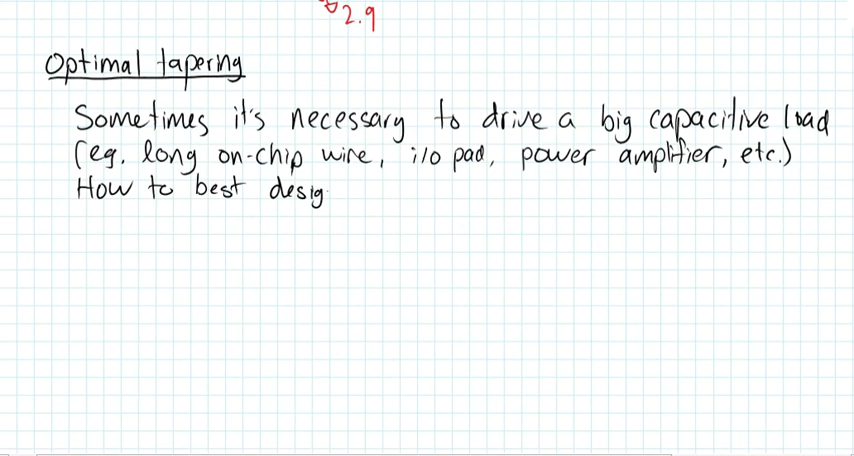 2.9
Optimal tapering
Sometimes it's necessary to drive a big capacitive load
(eg. long on-chip wire, i/o pad, power amplifier, etc.)
How to best desig